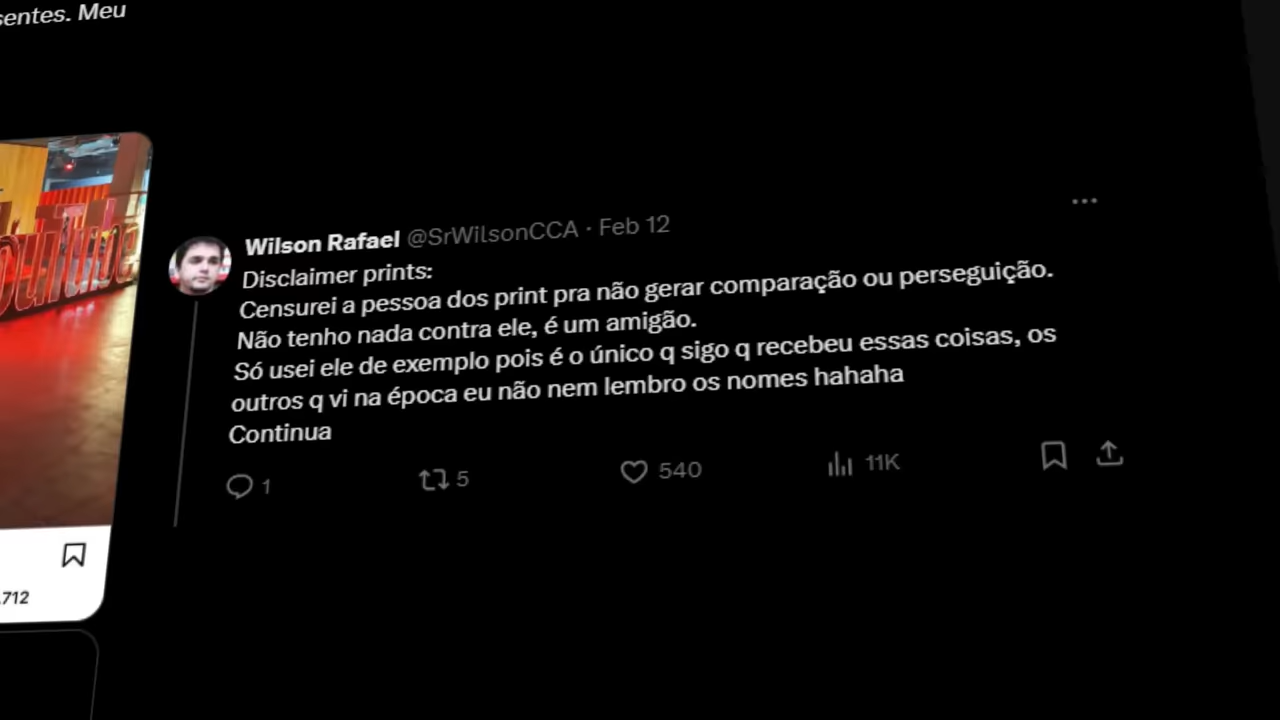 sentes. Meu
YouTube
Wilson Rafael @SrWilsonCCA · Feb 12
Disclaimer prints:
Censurei a pessoa dos print pra não gerar comparação ou perseguição.
Não tenho nada contra ele, é um amigão.
Só usei ele de exemplo pois é o único q sigo q recebeu essas coisas, os
outros q vi na época eu não nem lembro os nomes hahaha
Continua
1 5 540 11K
.712